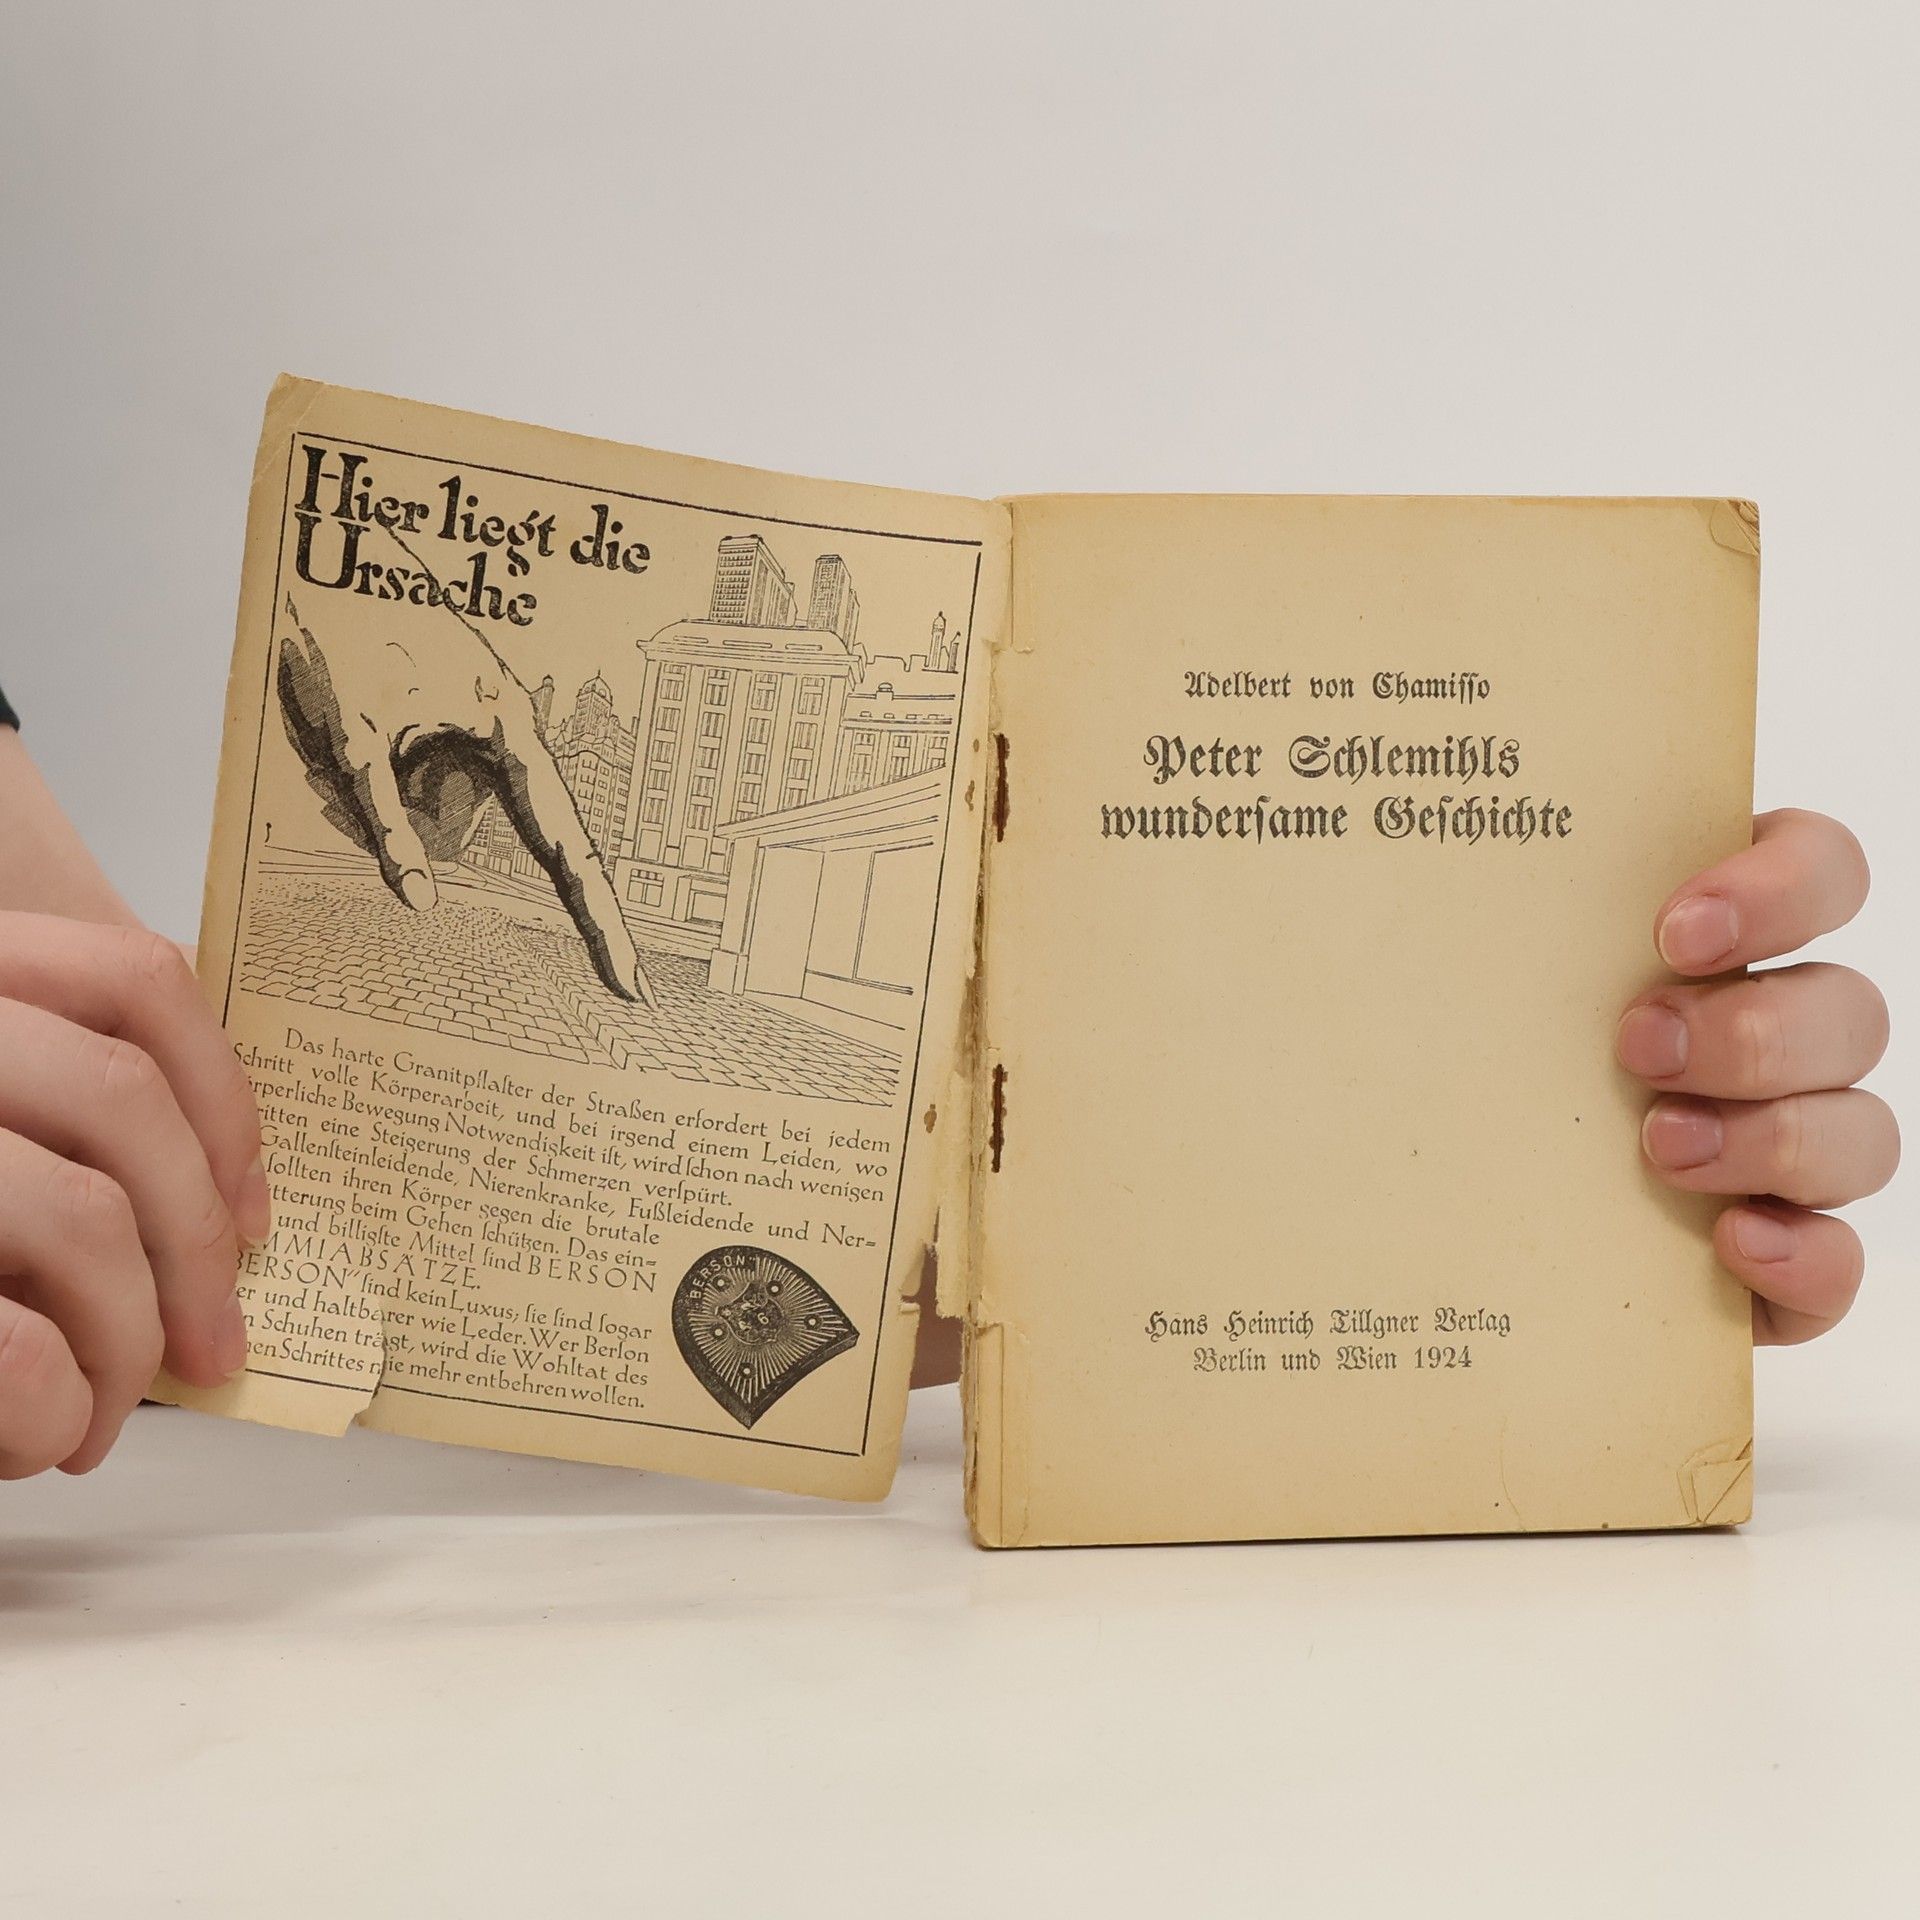 Hier liegt die
Ursache
Das harte Granitpflaſter der Straßen erfordert bei jedem
Schritt volle Körperarbeit, und bei irgend einem Leiden, wo
körperliche Bewegung Notwendigkeit iſt, wird ſchon nach wenigen
eine Steigerung der Schmerzen verſpürt.
Gallenſteinleidende, Nierenkranke, Fußleidende und Ner=
ſollten ihren Körper gegen die brutale
beim Gehen ſchützen. Das ein=
und billigſte Mittel ſind BERSON
MMIABSÄTZE.
BERSON" ſind kein Luxus; ſie ſind ſogar
und haltbarer wie Leder. Wer Berſon
Schuhen trägt, wird die Wohltat des
Schrittes nie mehr entbehren wollen.
BERSON
Adelbert von Chamiſſo
Peter Schlemihls
wunderſame Geſchichte
Hans Heinrich Tillgner Verlag
Berlin und Wien 1924